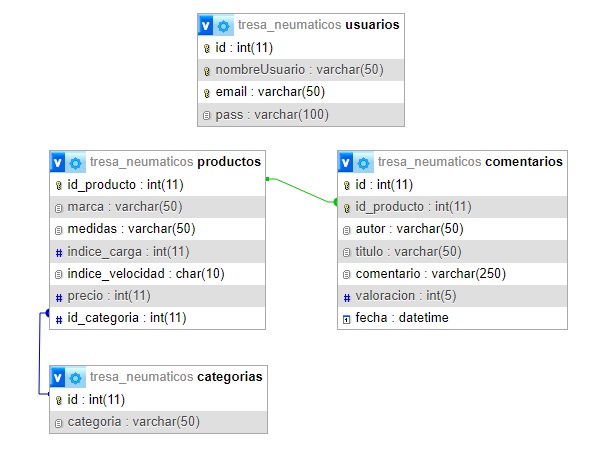 v tresa_neumaticos usuarios
id : int(11)
nombreUsuario : varchar(50)
email : varchar(50)
pass : varchar(100)
v tresa_neumaticos productos
id_producto : int(11)
marca : varchar(50)
medidas : varchar(50)
# indice_carga : int(11)
indice_velocidad : char(10)
# precio : int(11)
# id_categoria : int(11)
v tresa_neumaticos comentarios
id : int(11)
id_producto : int(11)
autor : varchar(50)
titulo : varchar(50)
comentario : varchar(250)
# valoracion : int(5)
fecha : datetime
v tresa_neumaticos categorias
id : int(11)
categoria : varchar(50)